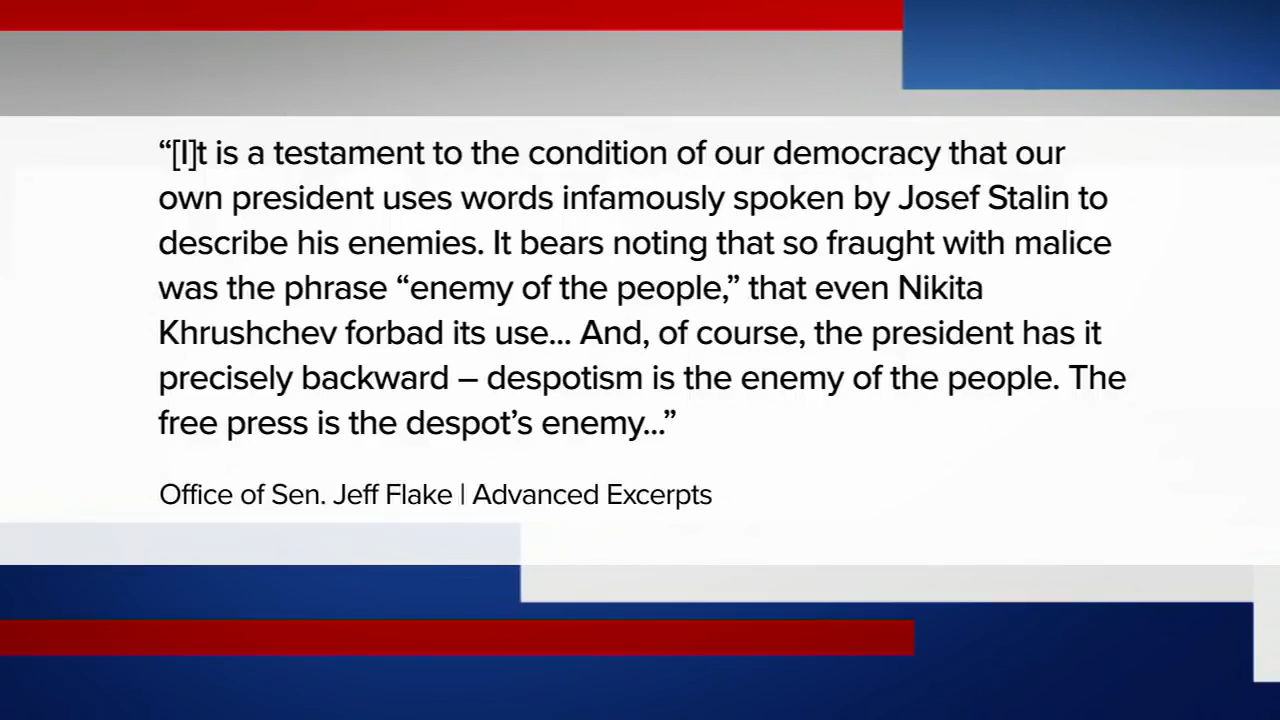 “[I]t is a testament to the condition of our democracy that our
own president uses words infamously spoken by Josef Stalin to
describe his enemies. It bears noting that so fraught with malice
was the phrase “enemy of the people,” that even Nikita
Khrushchev forbad its use... And, of course, the president has it
precisely backward – despotism is the enemy of the people. The
free press is the despot’s enemy...”
Office of Sen. Jeff Flake | Advanced Excerpts